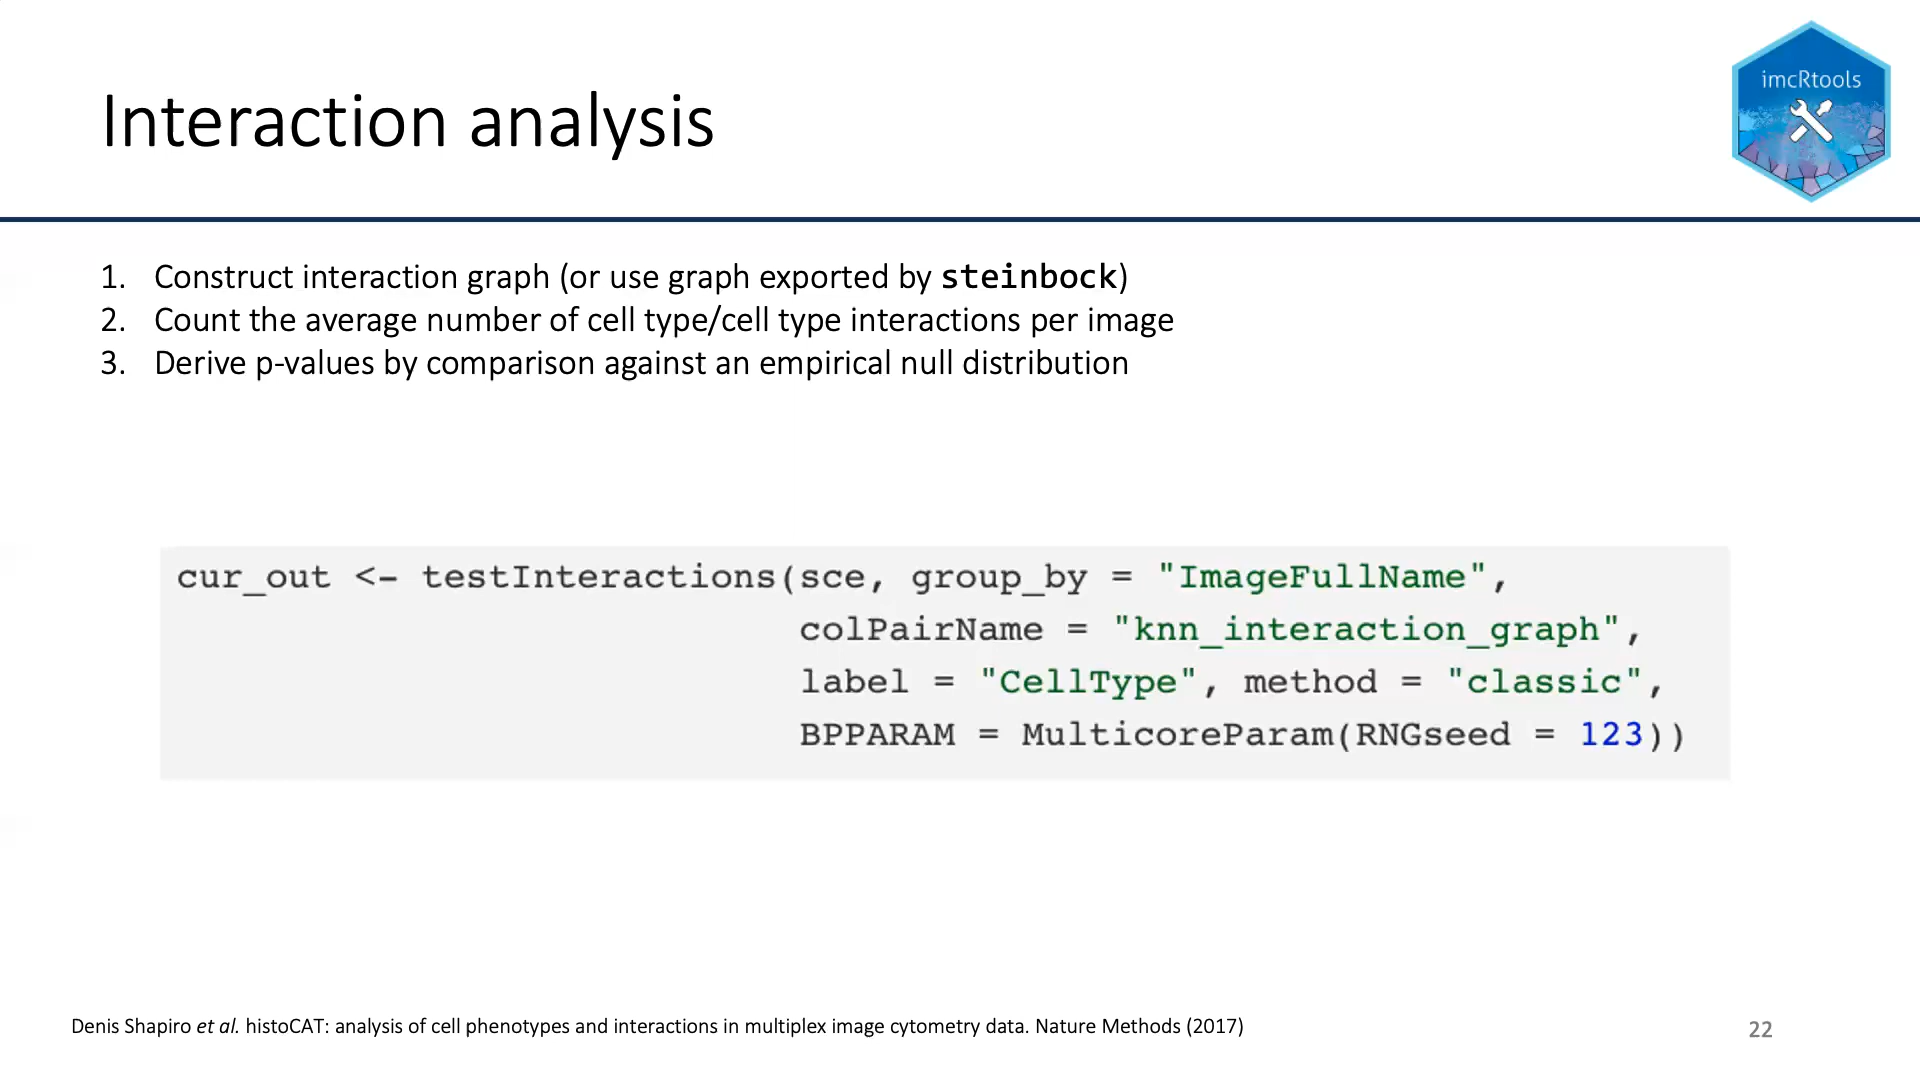 imcRtools
Interaction analysis
1. Construct interaction graph (or use graph exported by steinbock)
2. Count the average number of cell type/cell type interactions per image
3. Derive p-values by comparison against an empirical null distribution
cur_out <- testInteractions(sce, group_by = "ImageFullName",
colPairName = "knn_interaction_graph",
label = "CellType", method = "classic",
BPPARAM = MulticoreParam(RNGseed = 123))
Denis Shapiro et al. histoCAT: analysis of cell phenotypes and interactions in multiplex image cytometry data. Nature Methods (2017)
22